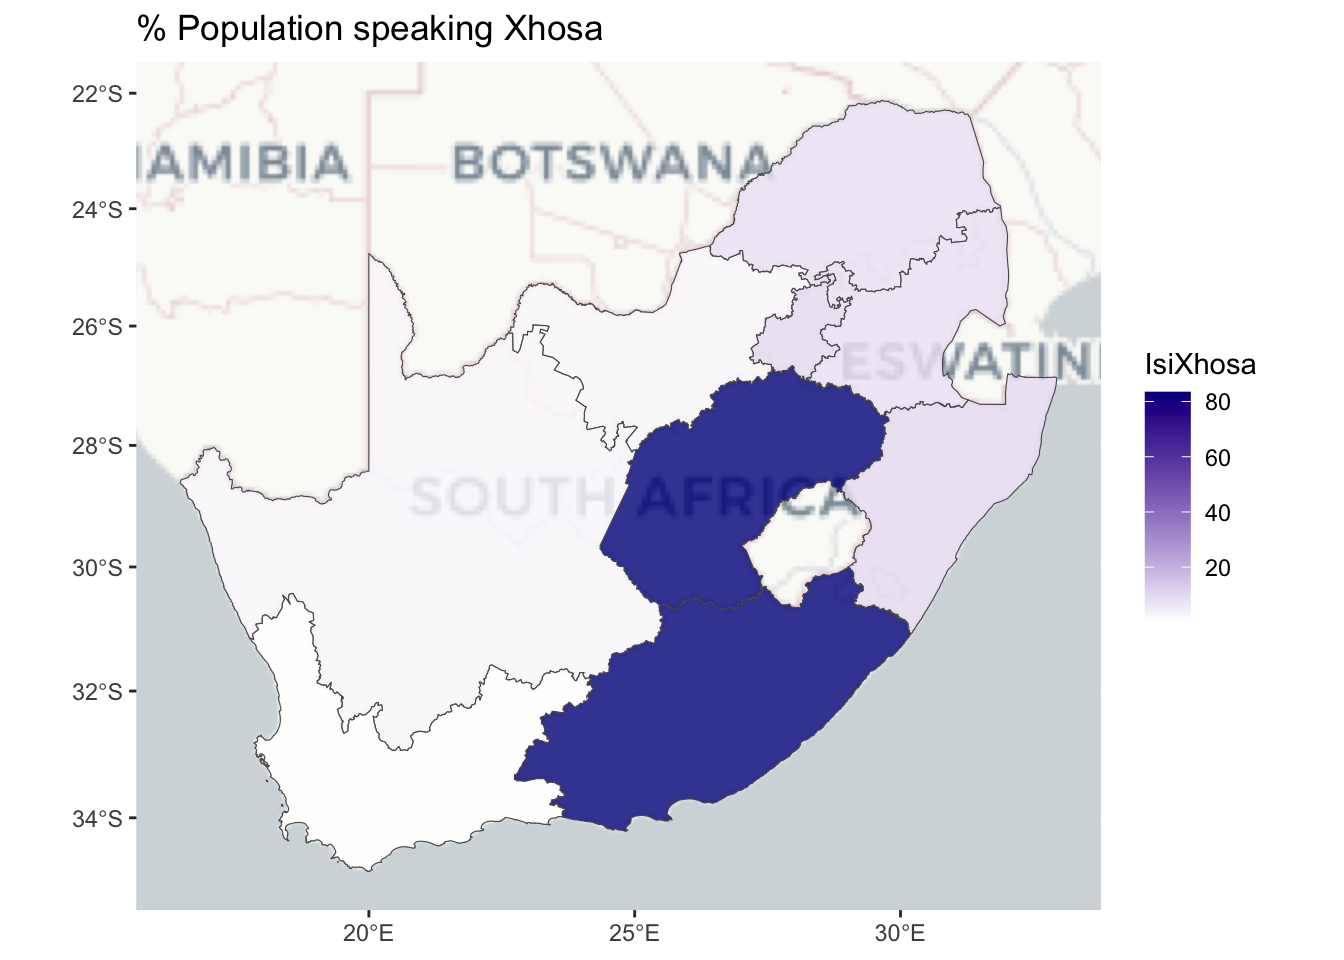 % Population speaking Xhosa
22°S
24°S
26°S
28°S
30°S
32°S
34°S
20°E
25°E
30°E
AMIBIA
BOTSWANA
ESWATINI
SOUTH AFRICA
IsiXhosa
80
60
40
20